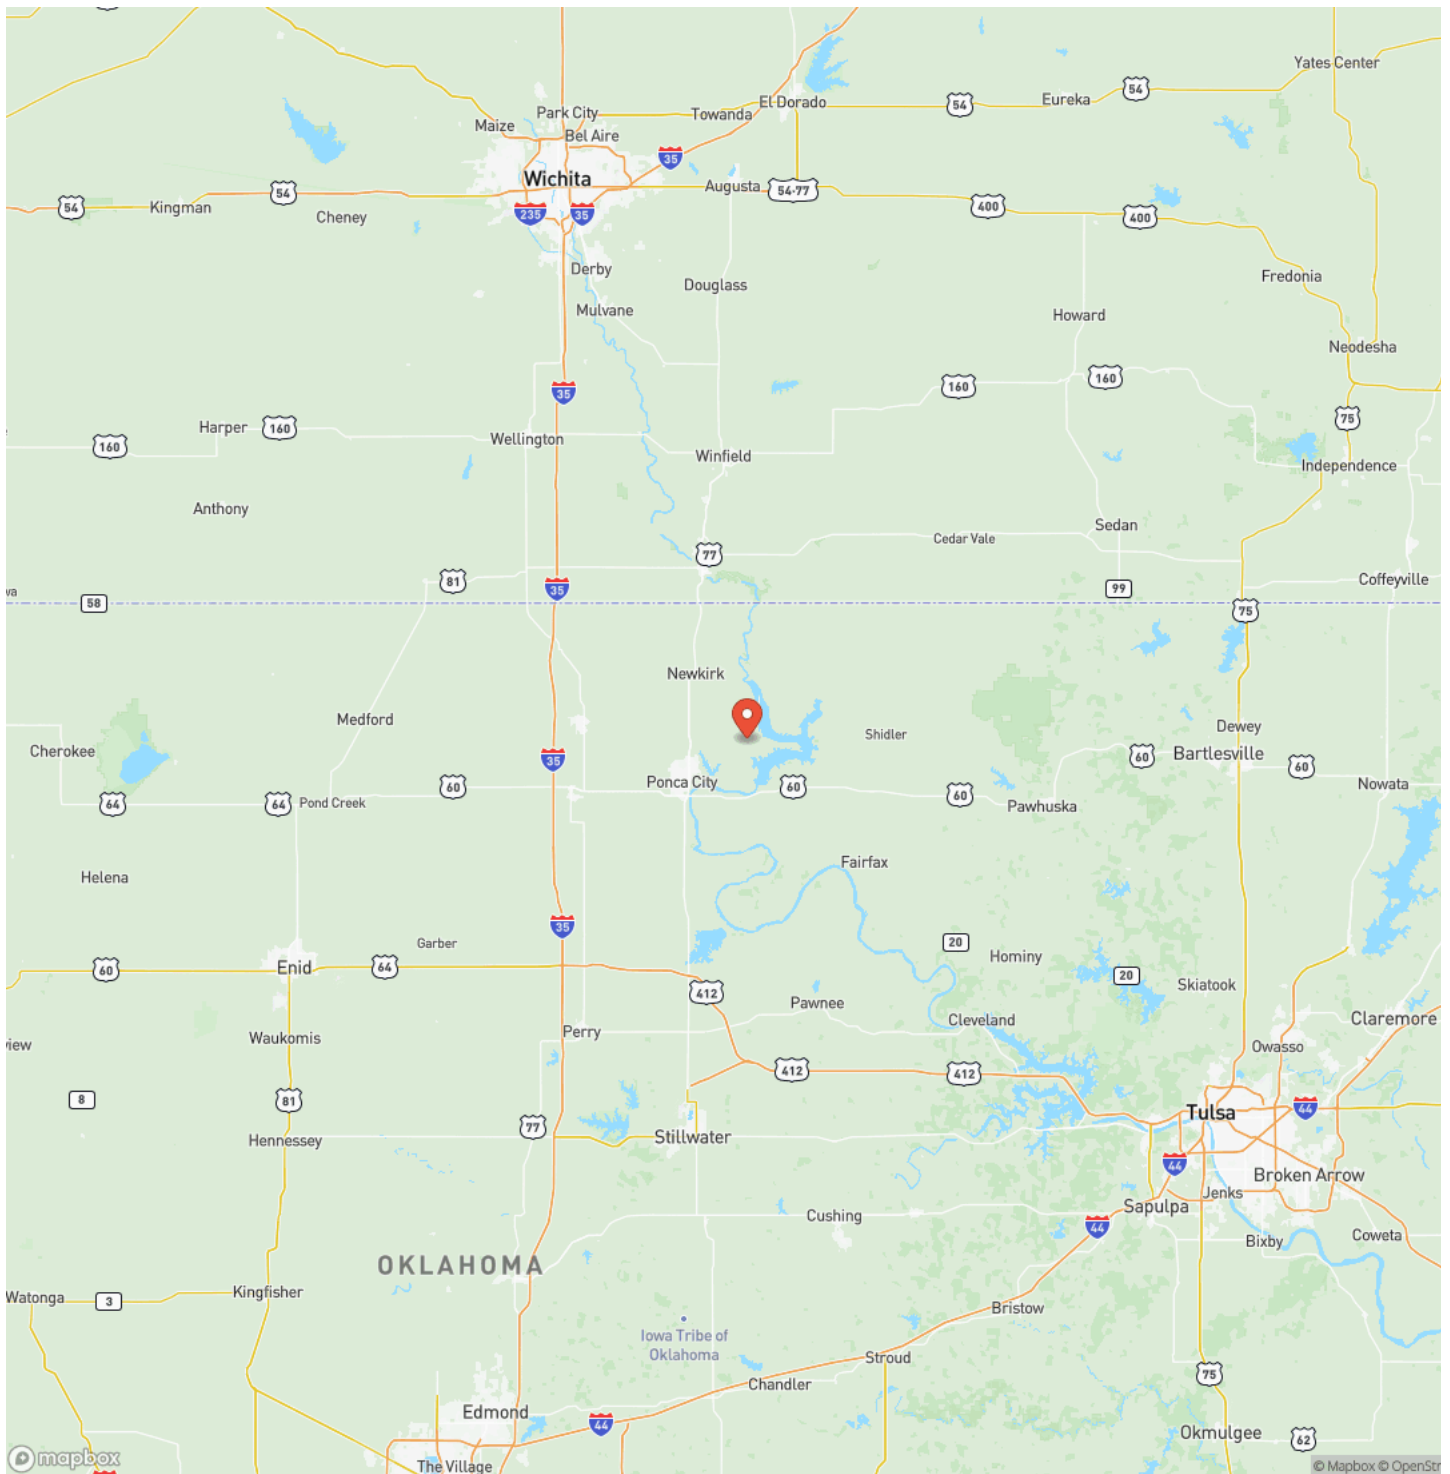 Yates Center
54
El Dorado
Eureka
54
Towanda
Park City
Maize
Bel Aire
35
Wichita
Augusta
54-77
54
Kingman
54
Cheney
400
400
235
35
Derby
Fredonia
Douglass
Mulvane
Howard
Neodesha
160
160
35
75
Harper
160
160
Wellington
Winfield
Independence
Anthony
Sedan
Cedar Vale
77
Coffeyville
81
35
99
58
75
Newkirk
Medford
Shidler
Dewey
Cherokee
Bartlesville
35
60
60
Ponca City
60
60
60
Nowata
64
64
Pond Creek
Pawhuska
Fairfax
Helena
35
Garber
20
Hominy
60
Enid
64
20
Skiatook
412
Pawnee
Cleveland
Claremore
Perry
Waukomis
view
Owasso
412
412
8
81
Tulsa
44
77
Stillwater
Hennessey
44
Broken Arrow
Jenks
Sapulpa
Cushing
44
Bixby
Coweta
OKLAHOMA
Kingfisher
Watonga
3
Bristow
Iowa Tribe of
Oklahoma
Stroud
75
Chandler
Edmond
44
Okmulgee
62
mapbox
The Village
© Mapbox © OpenStr